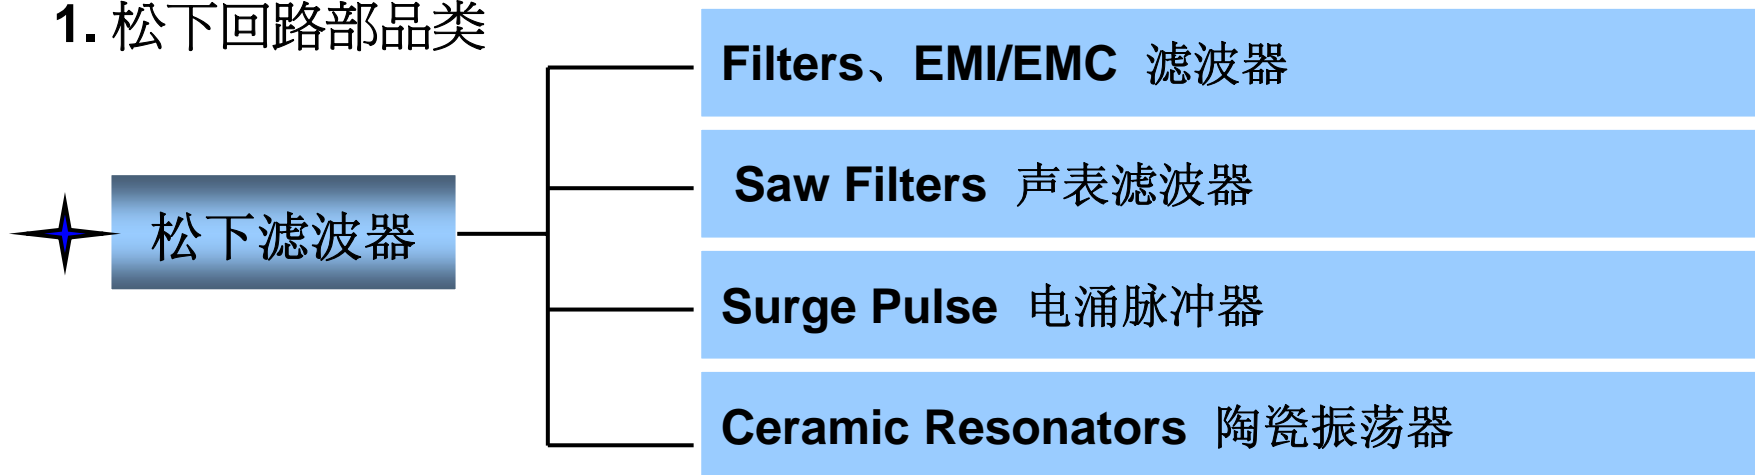 1. 松下回路部品类
松下滤波器
Filters、EMI/EMC 滤波器
Saw Filters 声表滤波器
Surge Pulse 电涌脉冲器
Ceramic Resonators 陶瓷振荡器